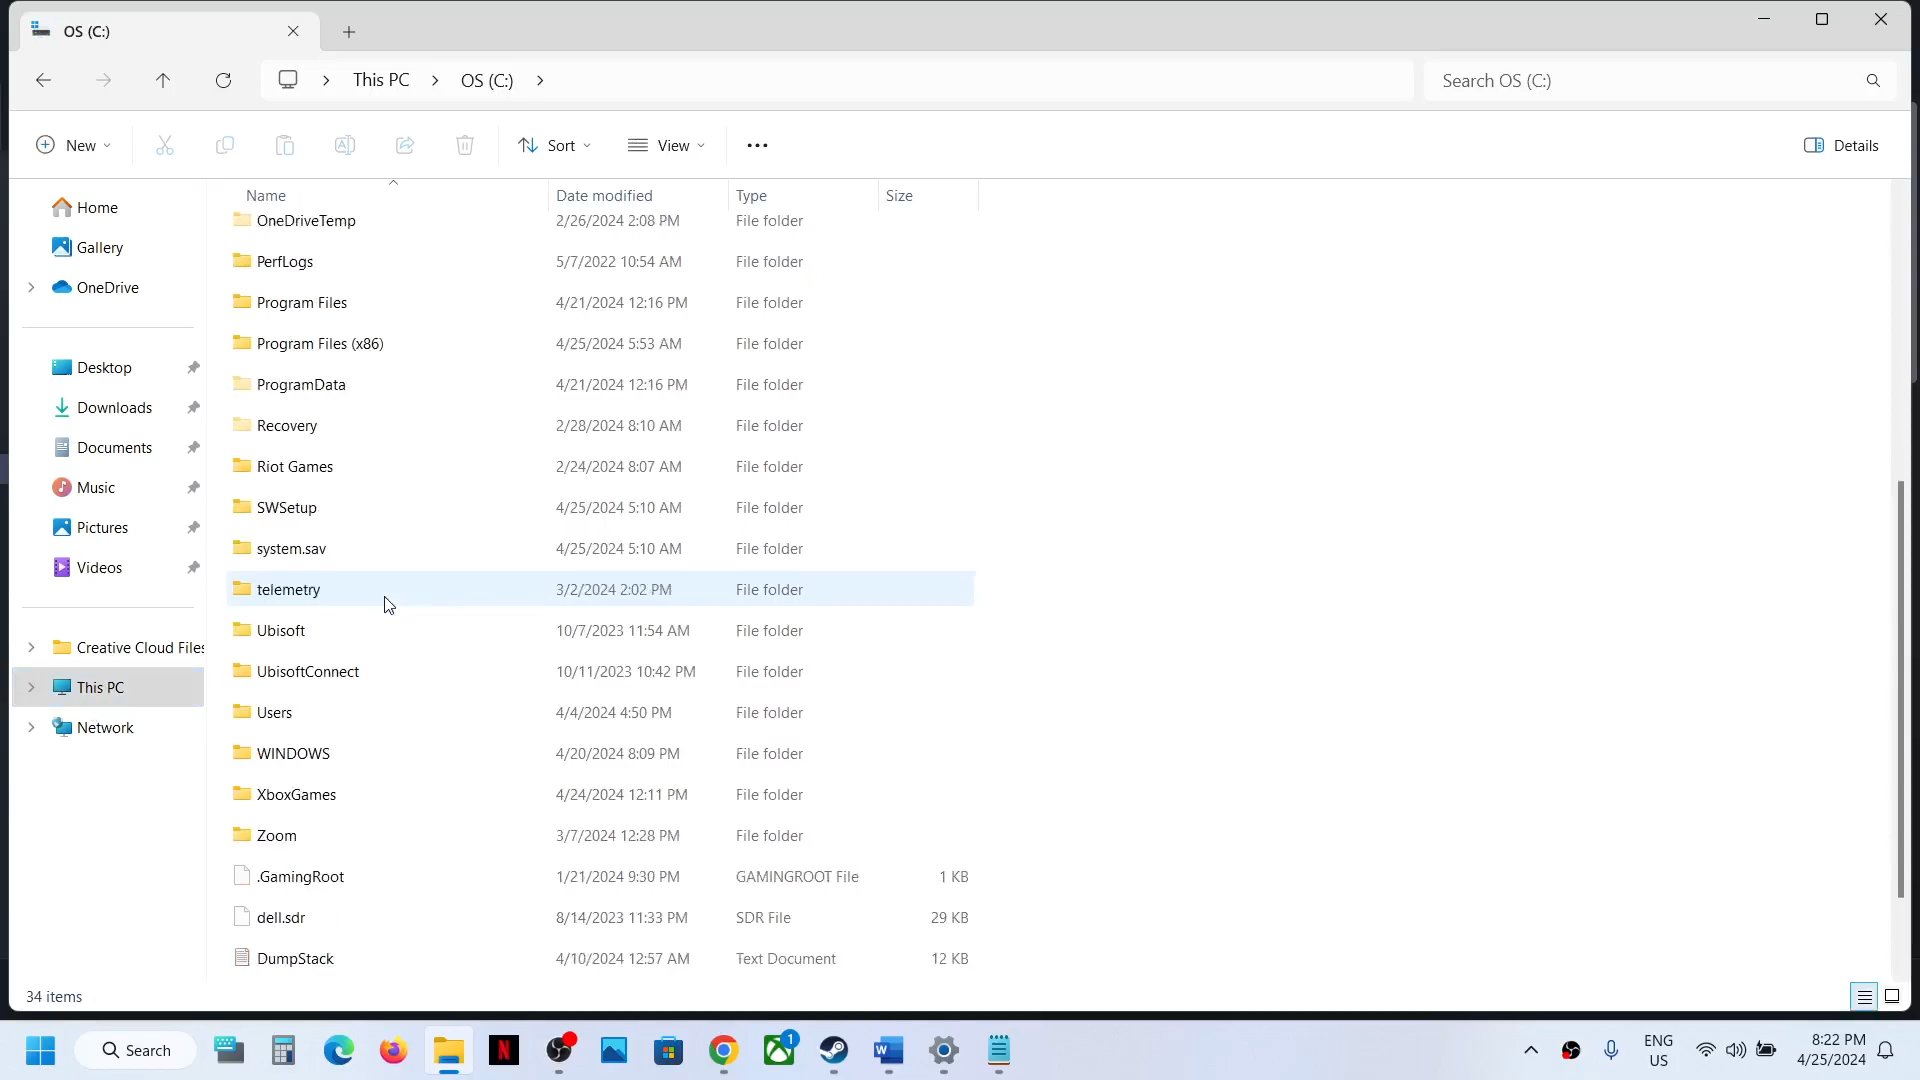 OS (C:)
This PC
OS (C:)
Search OS (C:)
New
Sort
View
Details
Name
Date modified
Type
Size
Home
Gallery
OneDrive
Desktop
Downloads
Documents
Music
Pictures
Videos
Creative Cloud Files
This PC
Network
OneDriveTemp 2/26/2024 2:08 PM File folder
PerfLogs 5/7/2022 10:54 AM File folder
Program Files 4/21/2024 12:16 PM File folder
Program Files (x86) 4/25/2024 5:53 AM File folder
ProgramData 4/21/2024 12:16 PM File folder
Recovery 2/28/2024 8:10 AM File folder
Riot Games 2/24/2024 8:07 AM File folder
SWSetup 4/25/2024 5:10 AM File folder
system.sav 4/25/2024 5:10 AM File folder
telemetry 3/2/2024 2:02 PM File folder
Ubisoft 10/7/2023 11:54 AM File folder
UbisoftConnect 10/11/2023 10:42 PM File folder
Users 4/4/2024 4:50 PM File folder
WINDOWS 4/20/2024 8:09 PM File folder
XboxGames 4/24/2024 12:11 PM File folder
Zoom 3/7/2024 12:28 PM File folder
.GamingRoot 1/21/2024 9:30 PM GAMINGROOT File 1 KB
dell.sdr 8/14/2023 11:33 PM SDR File 29 KB
DumpStack 4/10/2024 12:57 AM Text Document 12 KB
34 items
Search
N
1
W
ENG
US
8:22 PM
4/25/2024